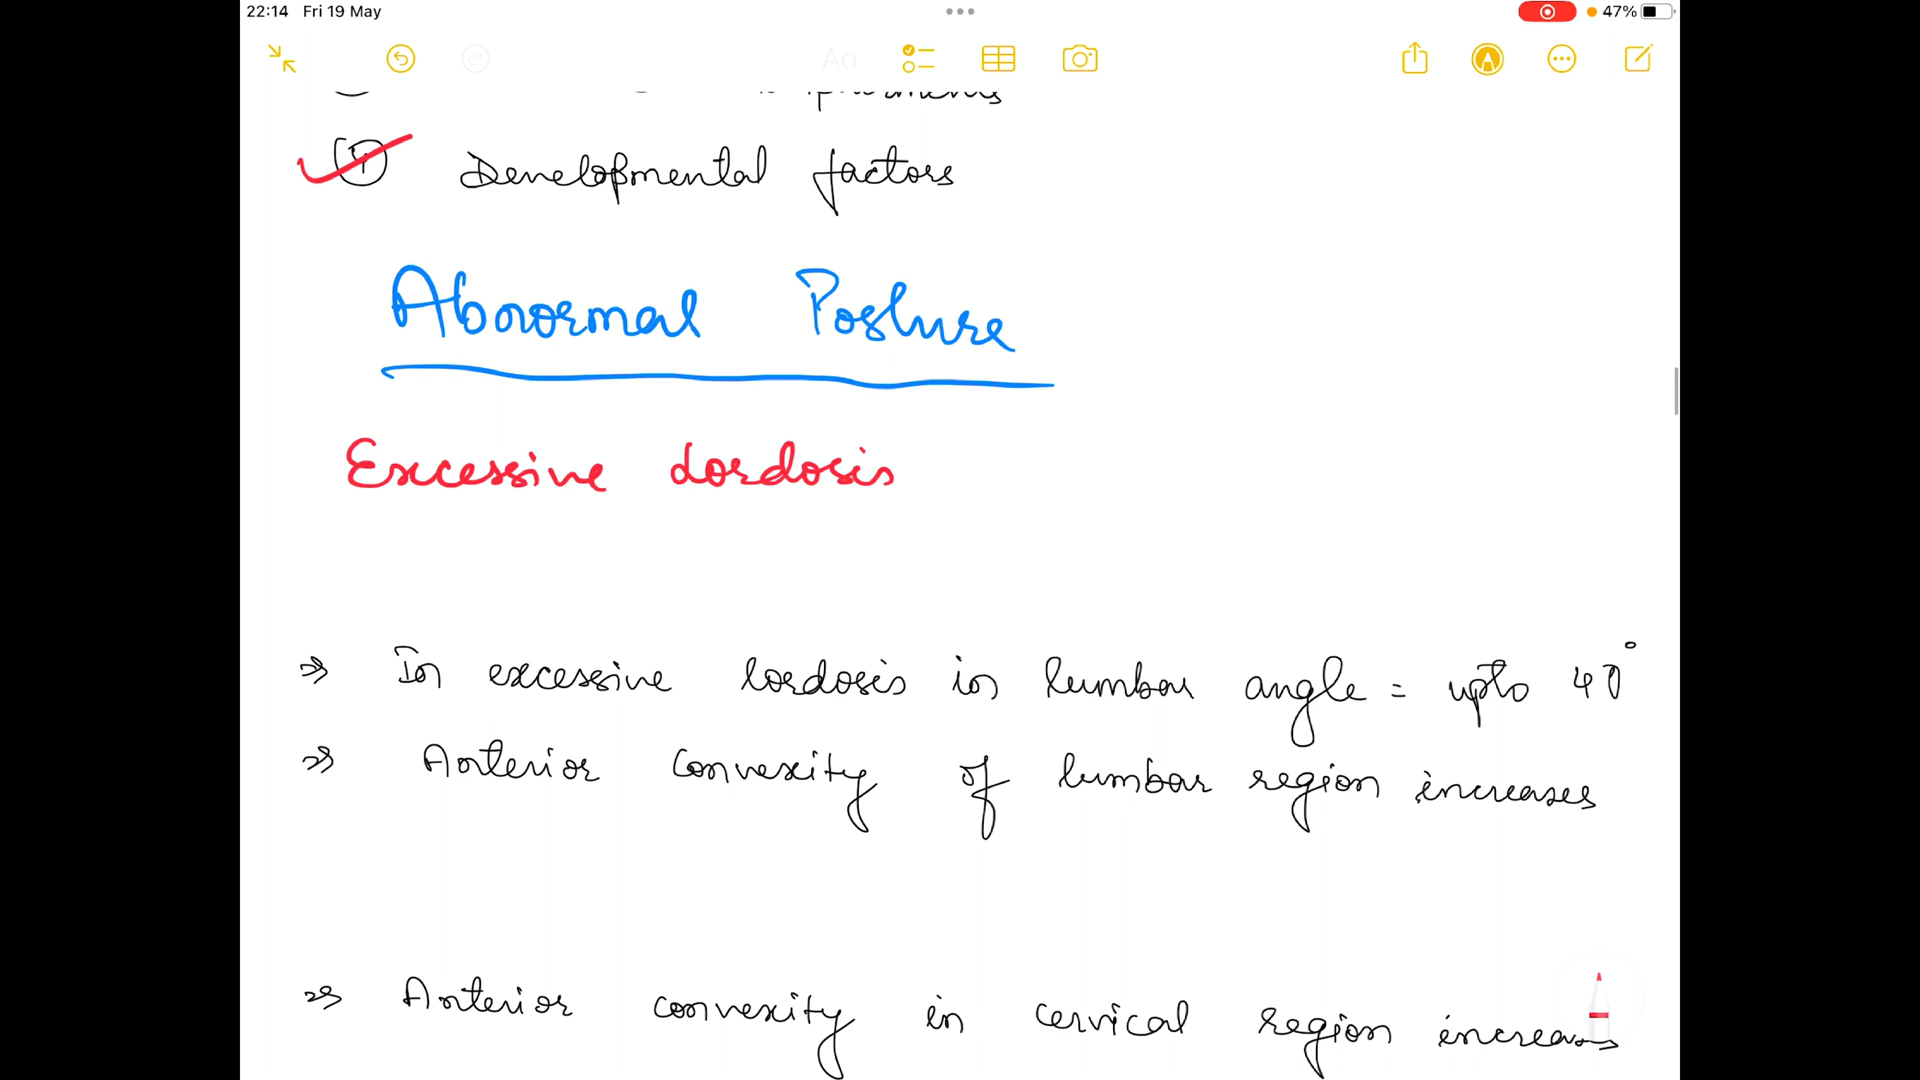 22:14 Fri 19 May
47%
Aa
Developmental factors
Abnormal Posture
Excessive Lordosis
⇒ In excessive lordosis in lumbar angle = upto 40°
⇒ Anterior convexity of lumbar region increases
⇒ Anterior convexity in cervical region increases